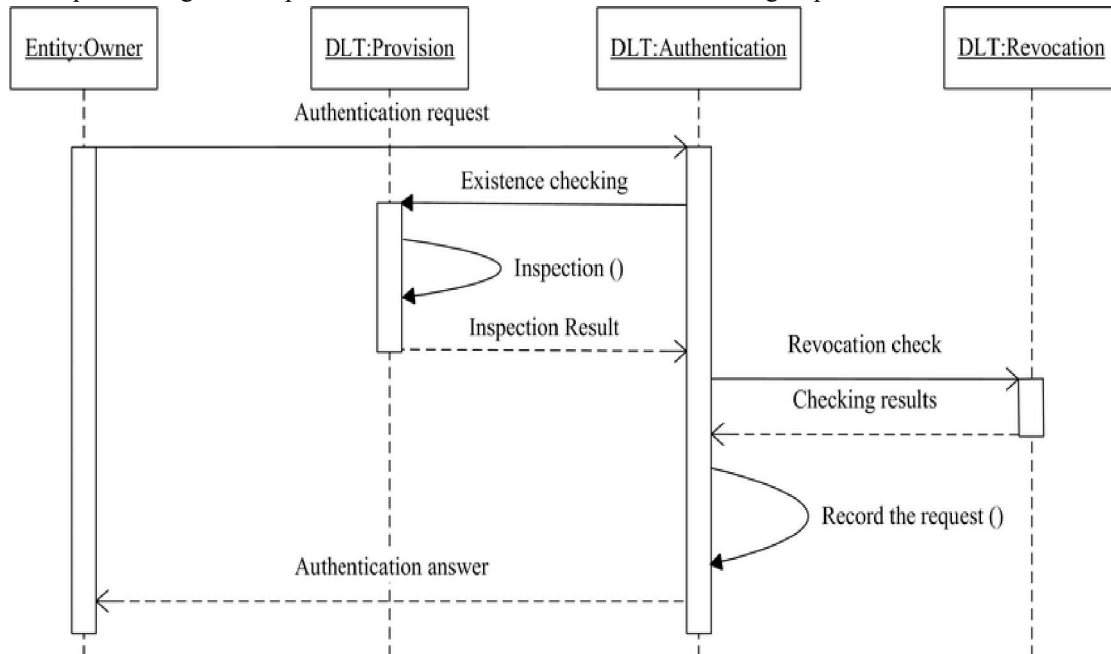 Entity:Owner
DLT:Provision
DLT:Authentication
DLT:Revocation
Authentication request
Existence checking
Inspection ()
Inspection Result
Revocation check
Checking results
Record the request ()
Authentication answer